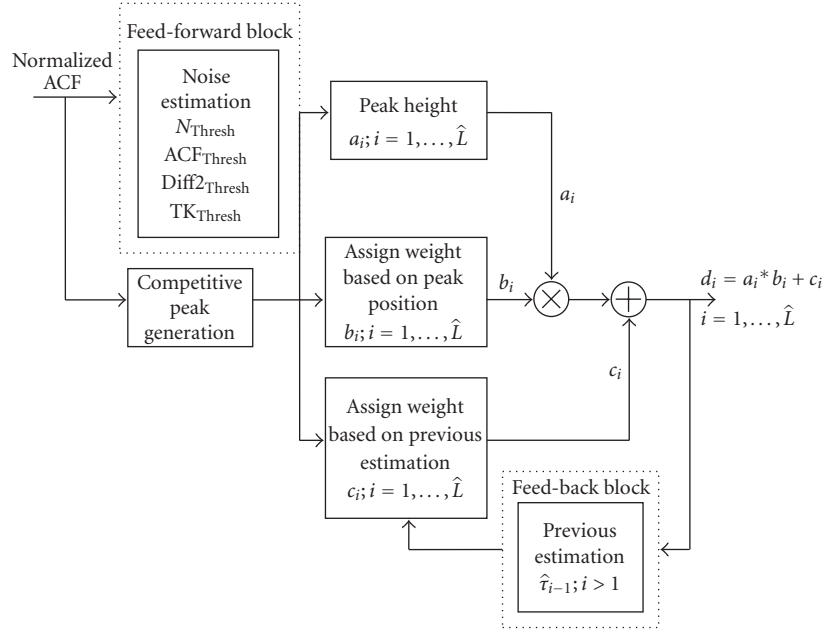 Feed-forward block
Normalized
ACF
Noise
estimation
N_Thresh
ACF_Thresh
Diff2_Thresh
TK_Thresh
Peak height
a_i; i = 1, . . . , L̂
a_i
Competitive
peak
generation
Assign weight
based on peak
position
b_i; i = 1, . . . , L̂
b_i
×
+
d_i = a_i * b_i + c_i
i = 1, . . . , L̂
c_i
Assign weight
based on previous
estimation
c_i; i = 1, . . . , L̂
Feed-back block
Previous
estimation
τ̂_{i−1}; i > 1